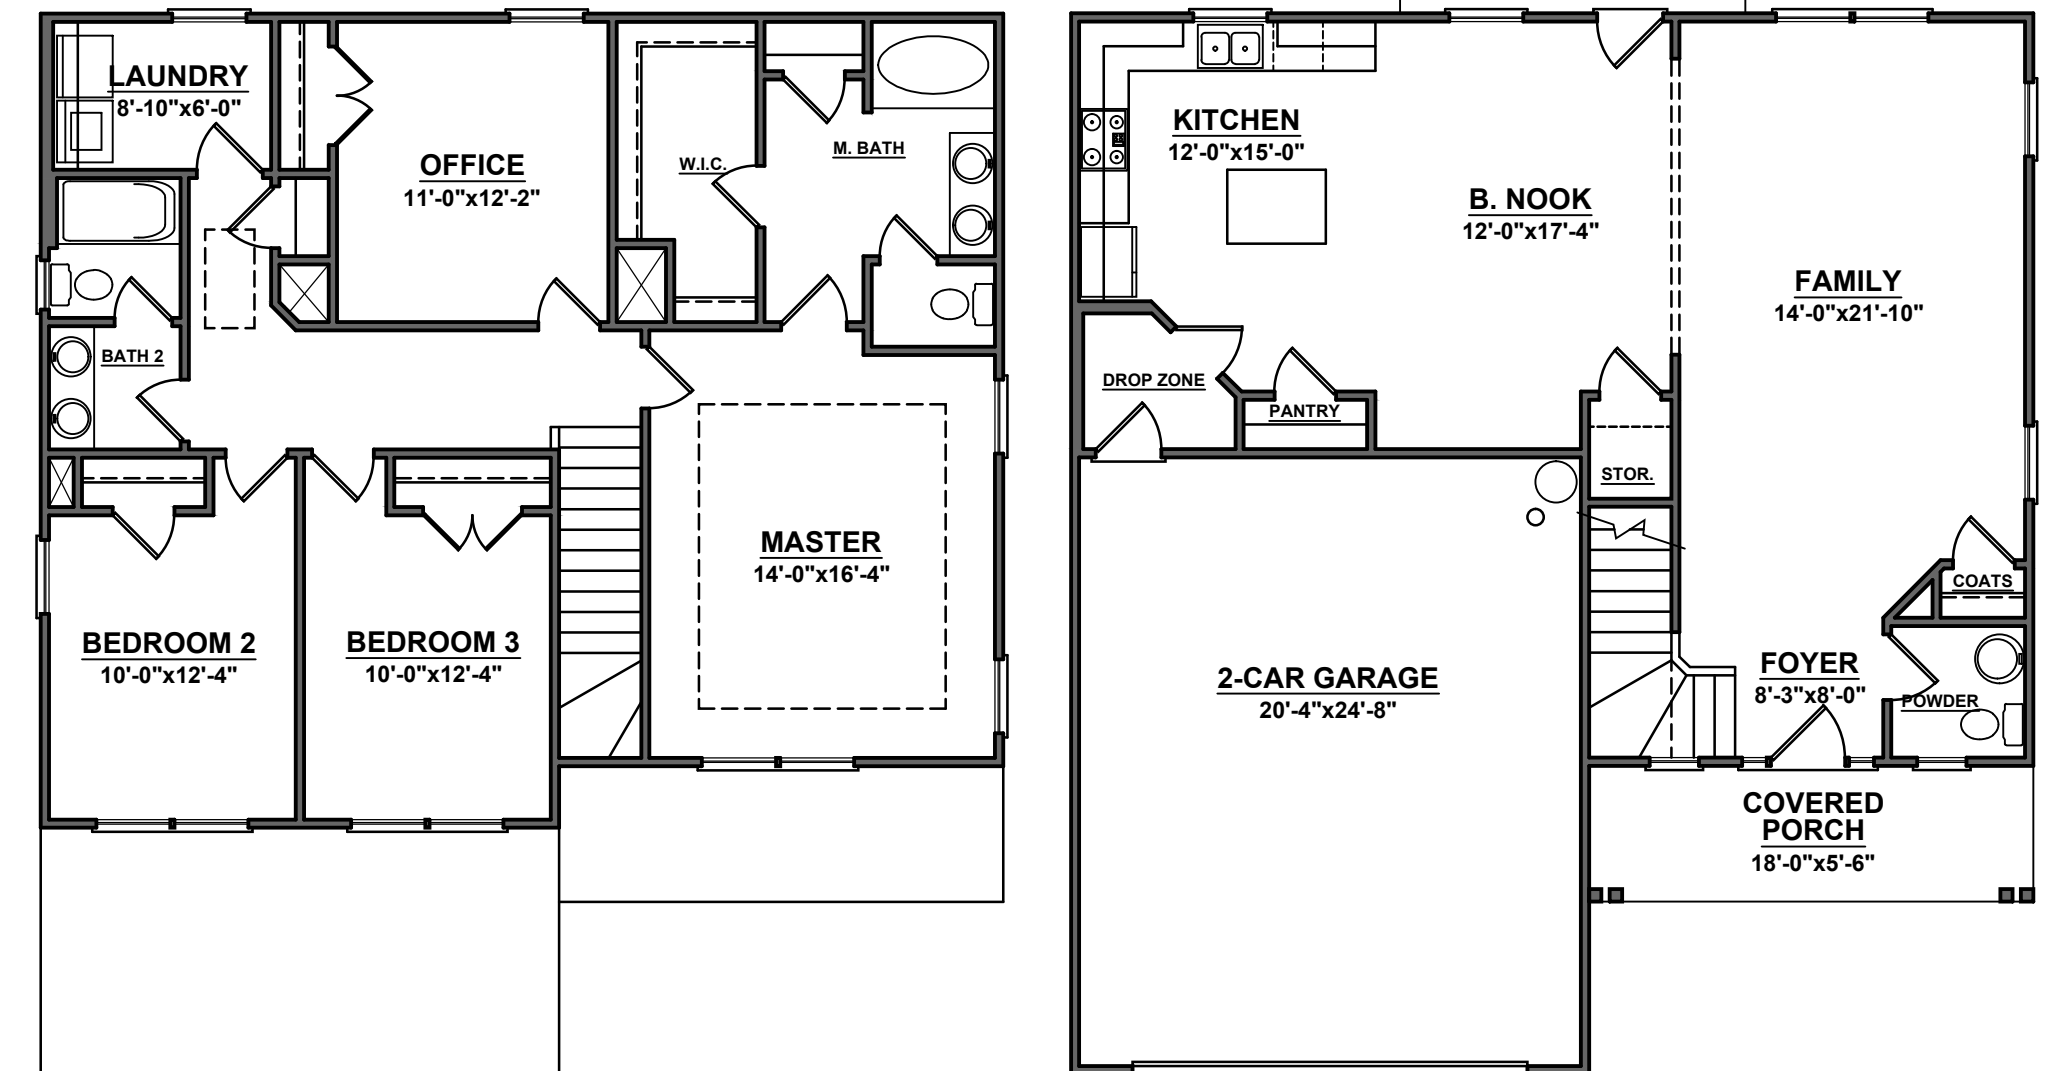 LAUNDRY
8'-10"x6'-0"
OFFICE
11'-0"x12'-2"
W.I.C.
M. BATH
BATH 2
MASTER
14'-0"x16'-4"
BEDROOM 2
10'-0"x12'-4"
BEDROOM 3
10'-0"x12'-4"
KITCHEN
12'-0"x15'-0"
B. NOOK
12'-0"x17'-4"
FAMILY
14'-0"x21'-10"
DROP ZONE
PANTRY
STOR.
COATS
2-CAR GARAGE
20'-4"x24'-8"
FOYER
8'-3"x8'-0"
POWDER
COVERED
PORCH
18'-0"x5'-6"